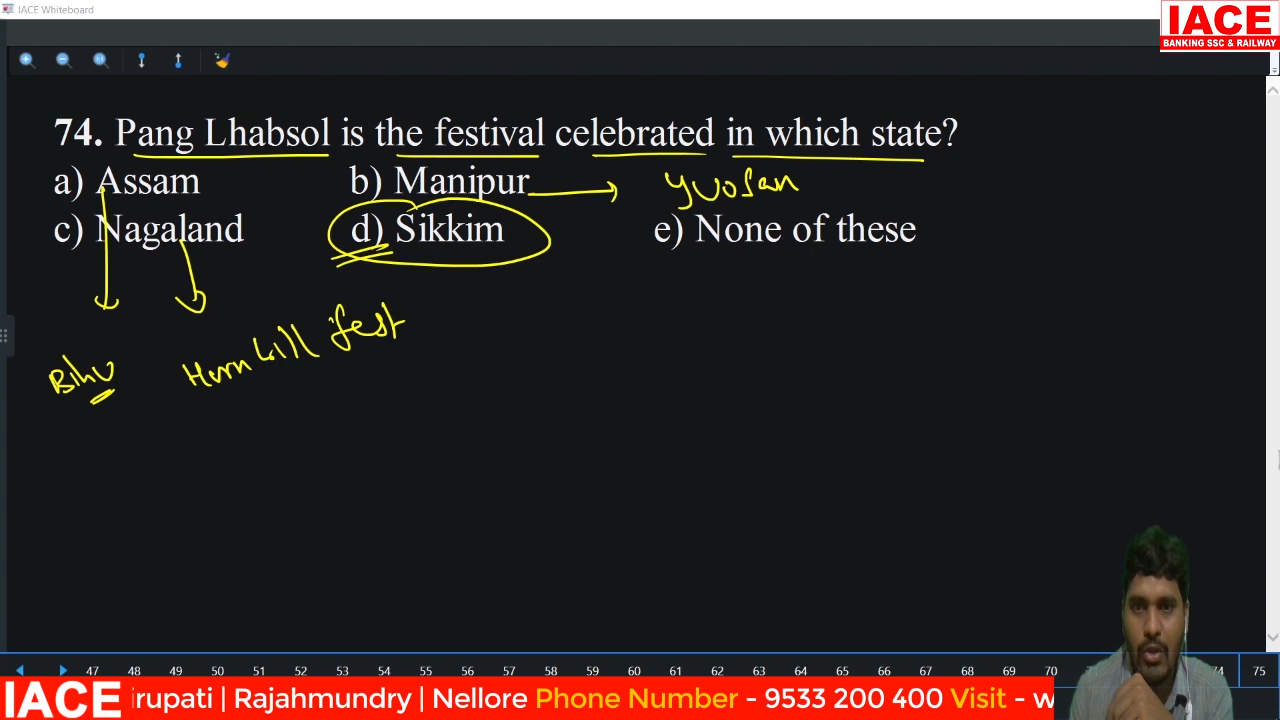 IACE Whiteboard
IACE
BANKING SSC & RAILWAY
74. Pang Lhabsol is the festival celebrated in which state?
a) Assam b) Manipur yuosan
c) Nagaland d) Sikkim e) None of these
Bihu Hornbill fest
47 48 49 50 51 52 53 54 55 56 57 58 59 60 61 62 63 64 65 66 67 68 69 70 74 75
IACE irupati | Rajahmundry | Nellore Phone Number - 9533 200 400 Visit - w